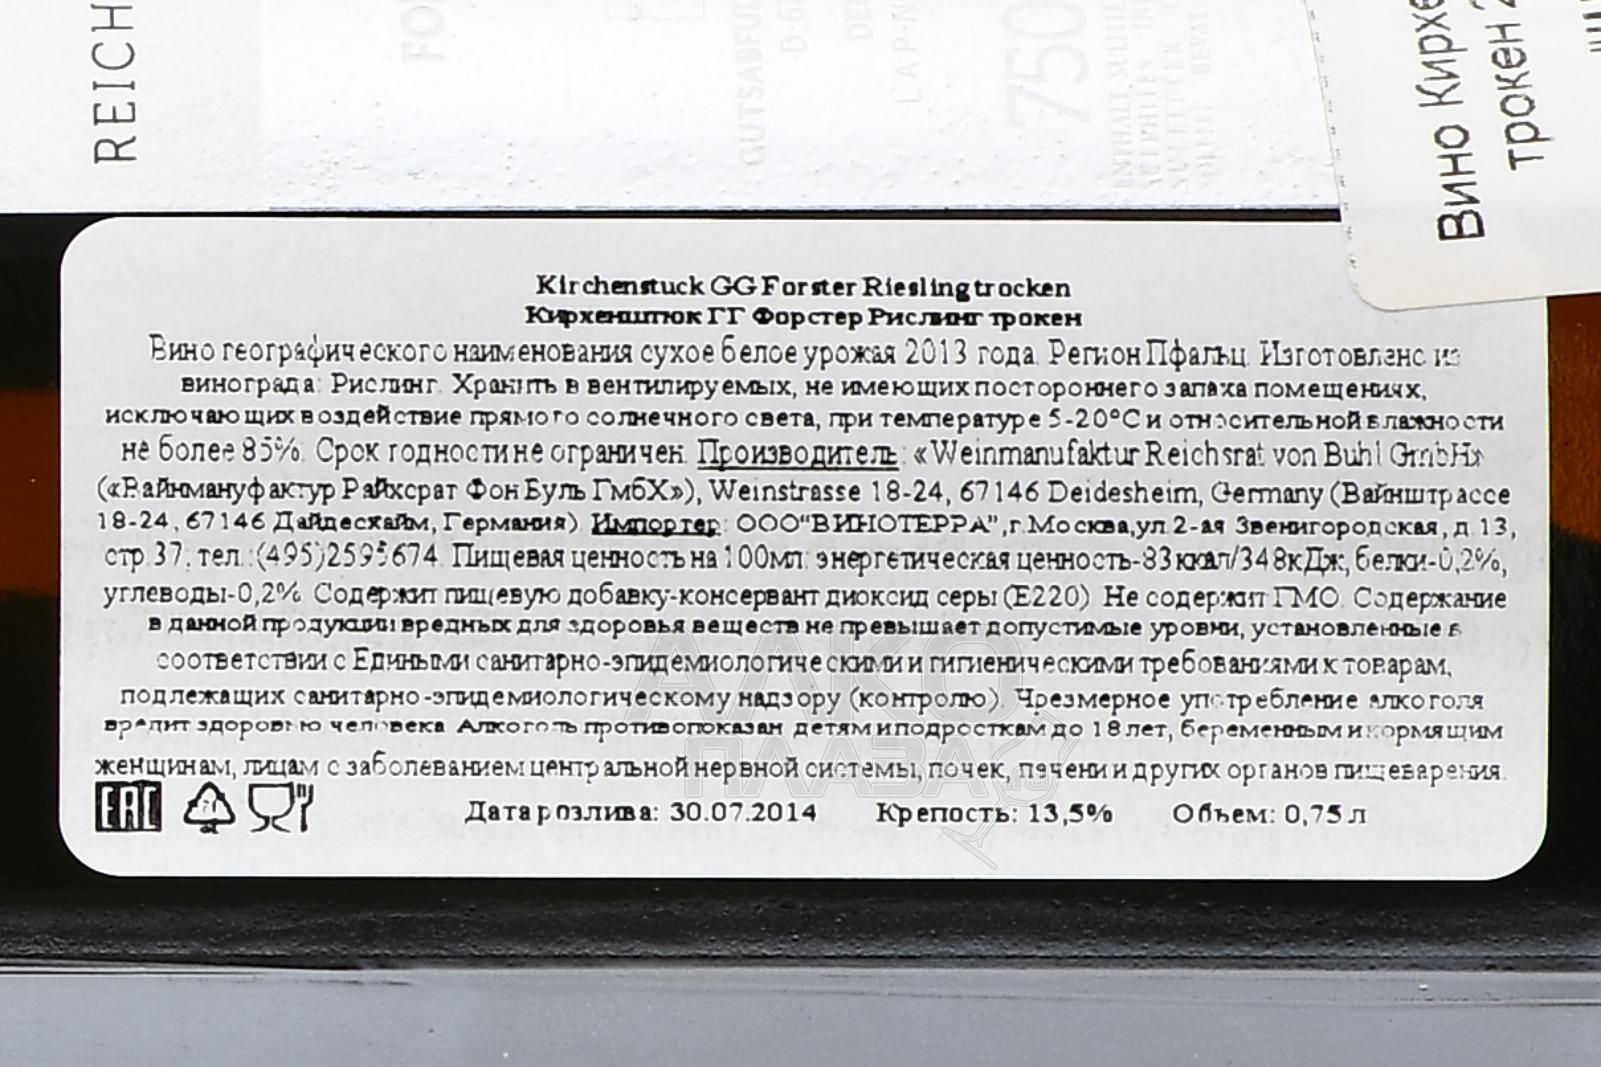 REICH
GUTSABFÜL
750
Вино Кирхе
трокен 2
Kirchenstuck GG Forster Riesling trocken
Кирхенштюк ГГ Форстер Рислинг трокен
Вино географического наименования сухое белое урожая 2013 года. Регион Пфальц. Изготовлено из
винограда: Рислинг. Хранить в вентилируемых, не имеющих постороннего запаха помещениях,
исключающих воздействие прямого солнечного света, при температуре 5-20°С и относительной влажности
не более 85%. Срок годности не ограничен. Производитель: «Weinmanufaktur Reichsrat von Buhl GmbH»
(«Вайнмануфактур Райхсрат Фон Буль ГмбХ»), Weinstrasse 18-24, 67146 Deidesheim, Germany (Вайнштрассе
18-24, 67146 Дайдесхайм, Германия). Импортер: ООО"ВИНОТЕРРА",г.Москва,ул.2-ая Звенигородская, д.13,
стр.37, тел.:(495)2595674. Пищевая ценность на 100мл: энергетическая ценность-83 ккал/348кДж, белки-0,2%,
углеводы-0,2%. Содержит пищевую добавку-консервант диоксид серы (Е220). Не содержит ГМО. Содержание
в данной продукции вредных для здоровья веществ не превышает допустимые уровни, установленные в
соответствии с Едиными санитарно-эпидемиологическими и гигиеническими требованиями к товарам,
подлежащих санитарно-эпидемиологическому надзору (контролю). Чрезмерное употребление алкоголя
вредит здоровью человека. Алкоголь противопоказан детям и подросткам до 18 лет, беременным и кормящим
женщинам, лицам с заболеванием центральной нервной системы, почек, печени и других органов пищеварения.
EAC
Дата розлива: 30.07.2014 Крепость: 13,5% Объем: 0,75 л
АЛКО
ПЛАЗА.ru